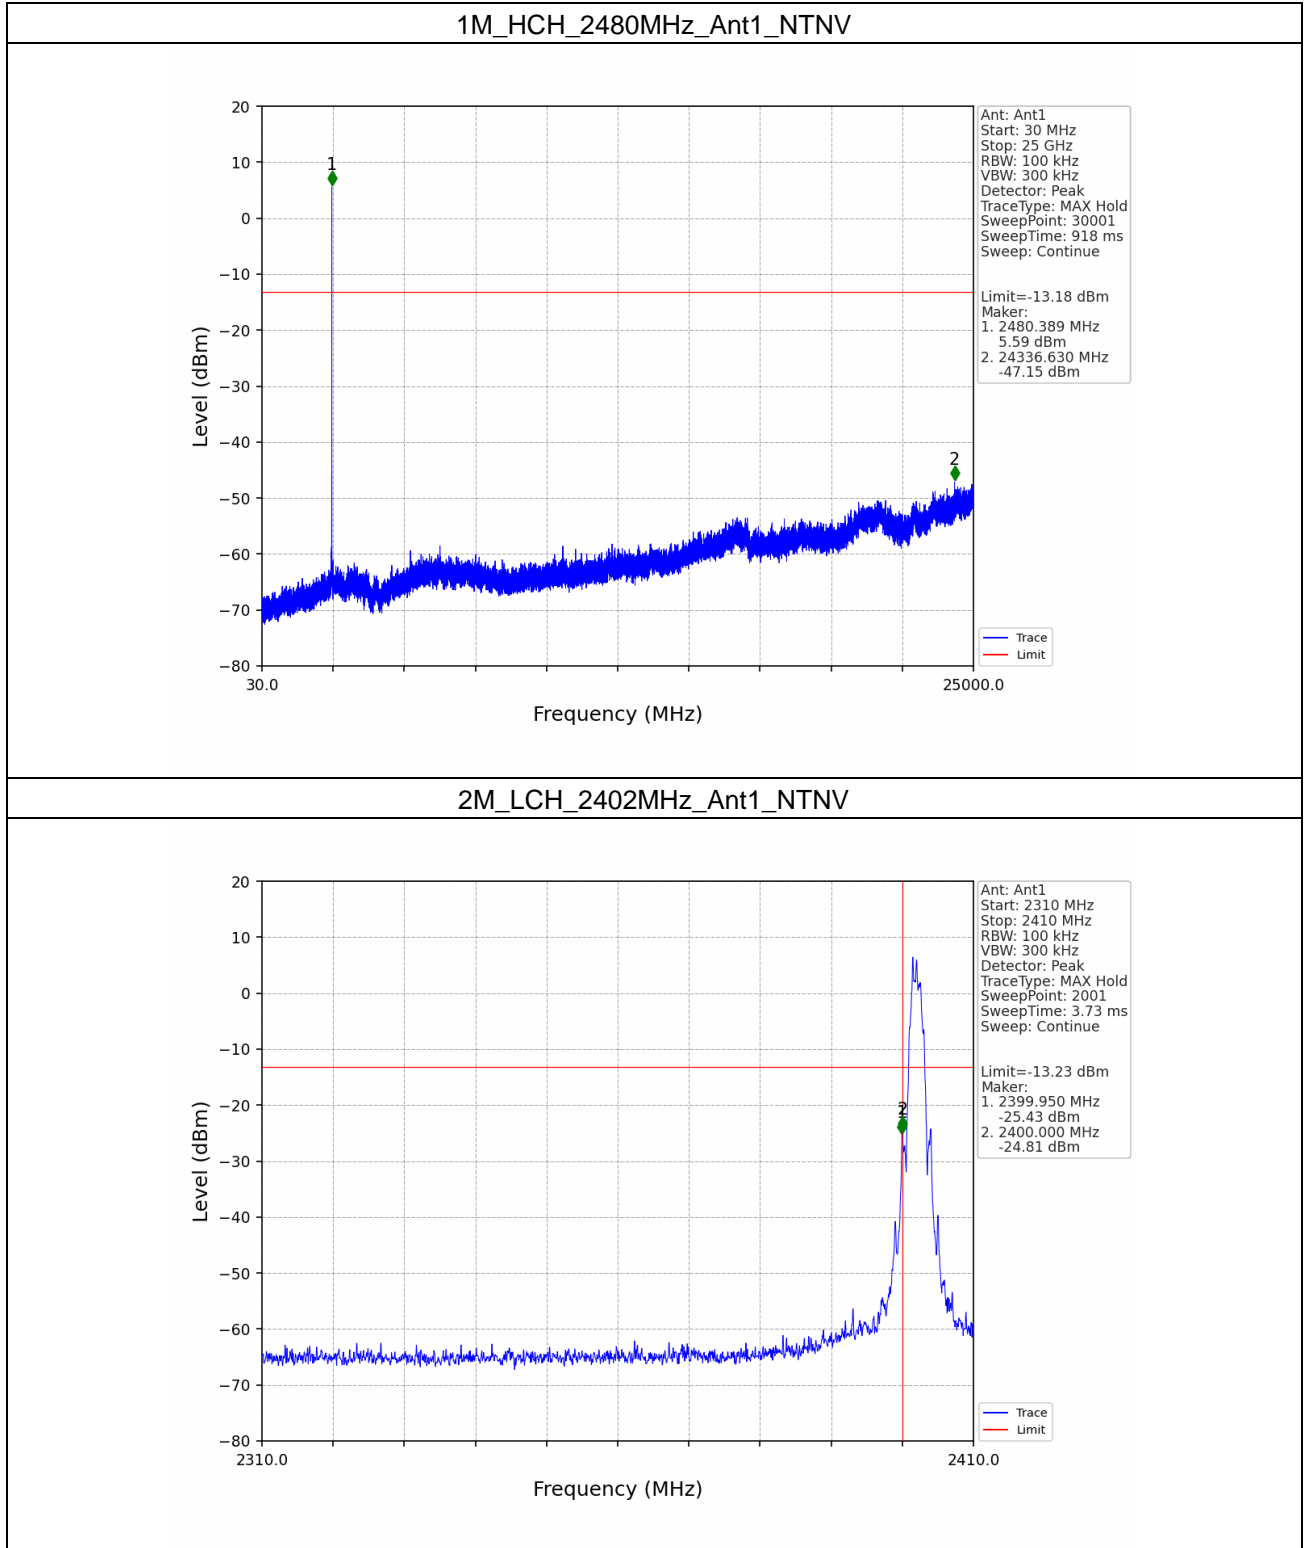 1M_HCH_2480MHz_Ant1_NTNV
20
10
0
−10
−20
−30
−40
−50
−60
−70
−80
Level (dBm)
1
2
30.0
25000.0
Frequency (MHz)
Ant: Ant1
Start: 30 MHz
Stop: 25 GHz
RBW: 100 kHz
VBW: 300 kHz
Detector: Peak
TraceType: MAX Hold
SweepPoint: 30001
SweepTime: 918 ms
Sweep: Continue
Limit=-13.18 dBm
Maker:
1. 2480.389 MHz
5.59 dBm
2. 24336.630 MHz
-47.15 dBm
Trace
Limit
2M_LCH_2402MHz_Ant1_NTNV
20
10
0
−10
−20
−30
−40
−50
−60
−70
−80
Level (dBm)
1
2
2310.0
2410.0
Frequency (MHz)
Ant: Ant1
Start: 2310 MHz
Stop: 2410 MHz
RBW: 100 kHz
VBW: 300 kHz
Detector: Peak
TraceType: MAX Hold
SweepPoint: 2001
SweepTime: 3.73 ms
Sweep: Continue
Limit=-13.23 dBm
Maker:
1. 2399.950 MHz
-25.43 dBm
2. 2400.000 MHz
-24.81 dBm
Trace
Limit